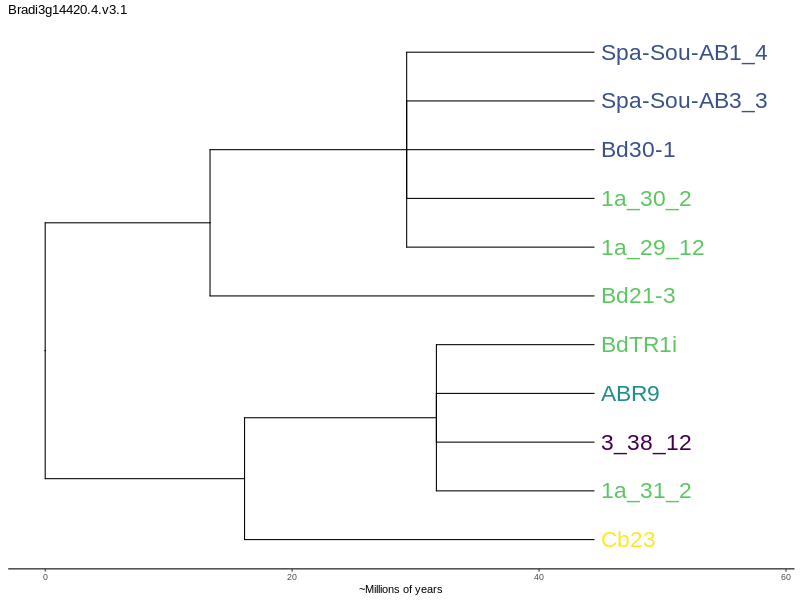 Bradi3g14420.4.v3.1
Spa-Sou-AB1_4
Spa-Sou-AB3_3
Bd30-1
1a_30_2
1a_29_12
Bd21-3
BdTR1i
ABR9
3_38_12
1a_31_2
Cb23
0 20 40 60
~Millions of years